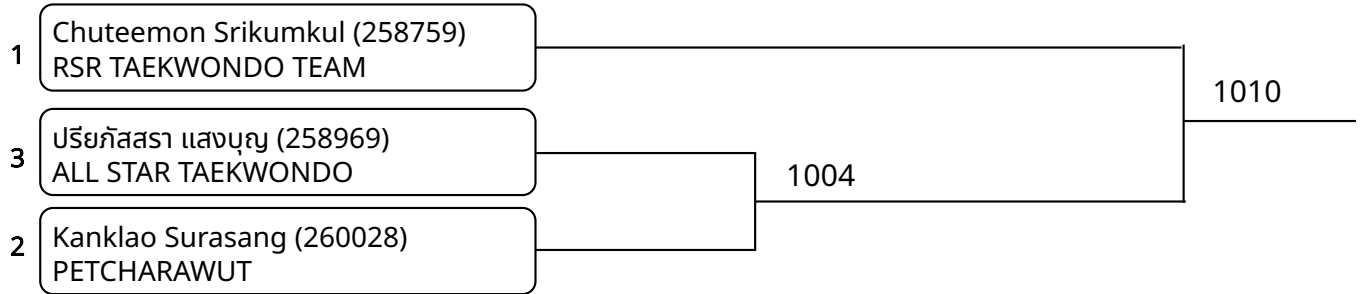 1
Chuteemon Srikumkul (258759)
RSR TAEKWONDO TEAM
1010
3
ปรียภัสสรา แสงบุญ (258969)
ALL STAR TAEKWONDO
1004
2
Kanklao Surasang (260028)
PETCHARAWUT